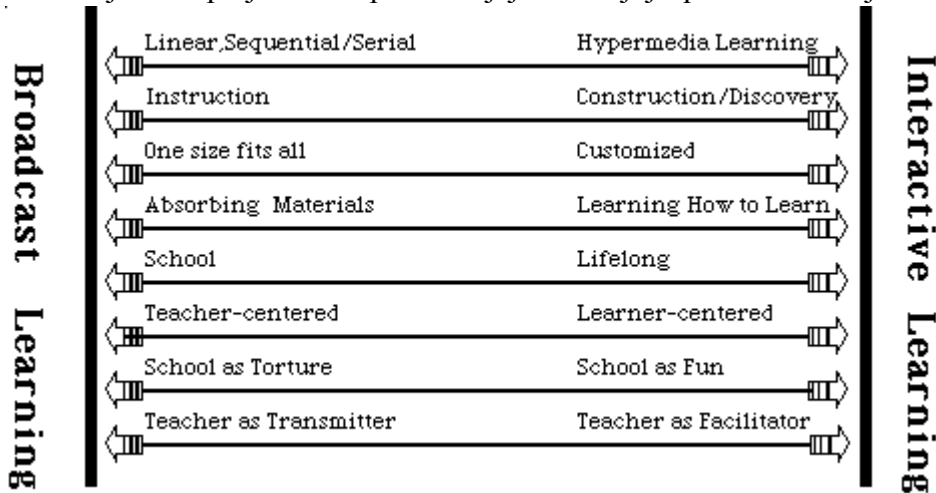 Broadcast Learning
Linear,Sequential/Serial Hypermedia Learning
Instruction Construction/Discovery
One size fits all Customized
Absorbing Materials Learning How to Learn
School Lifelong
Teacher-centered Learner-centered
School as Torture School as Fun
Teacher as Transmitter Teacher as Facilitator
Interactive Learning